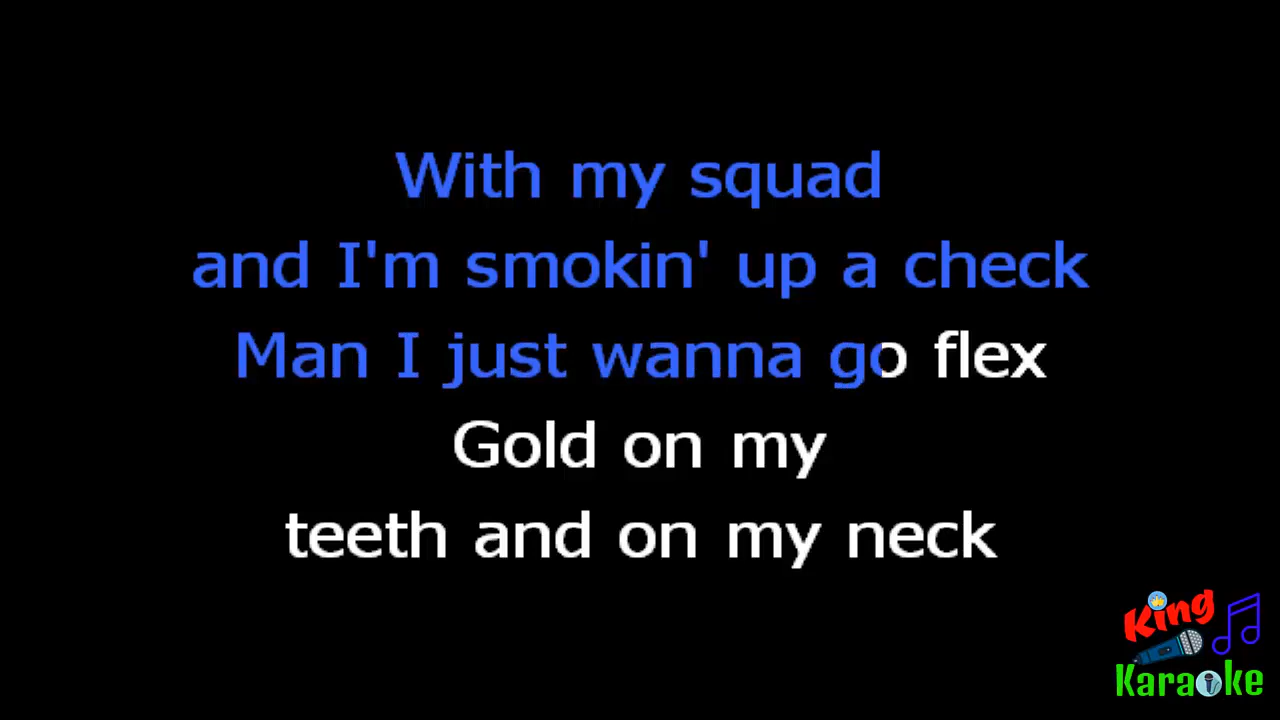 With my squad
and I'm smokin' up a check
Man I just wanna go flex
Gold on my
teeth and on my neck
King
Karaoke